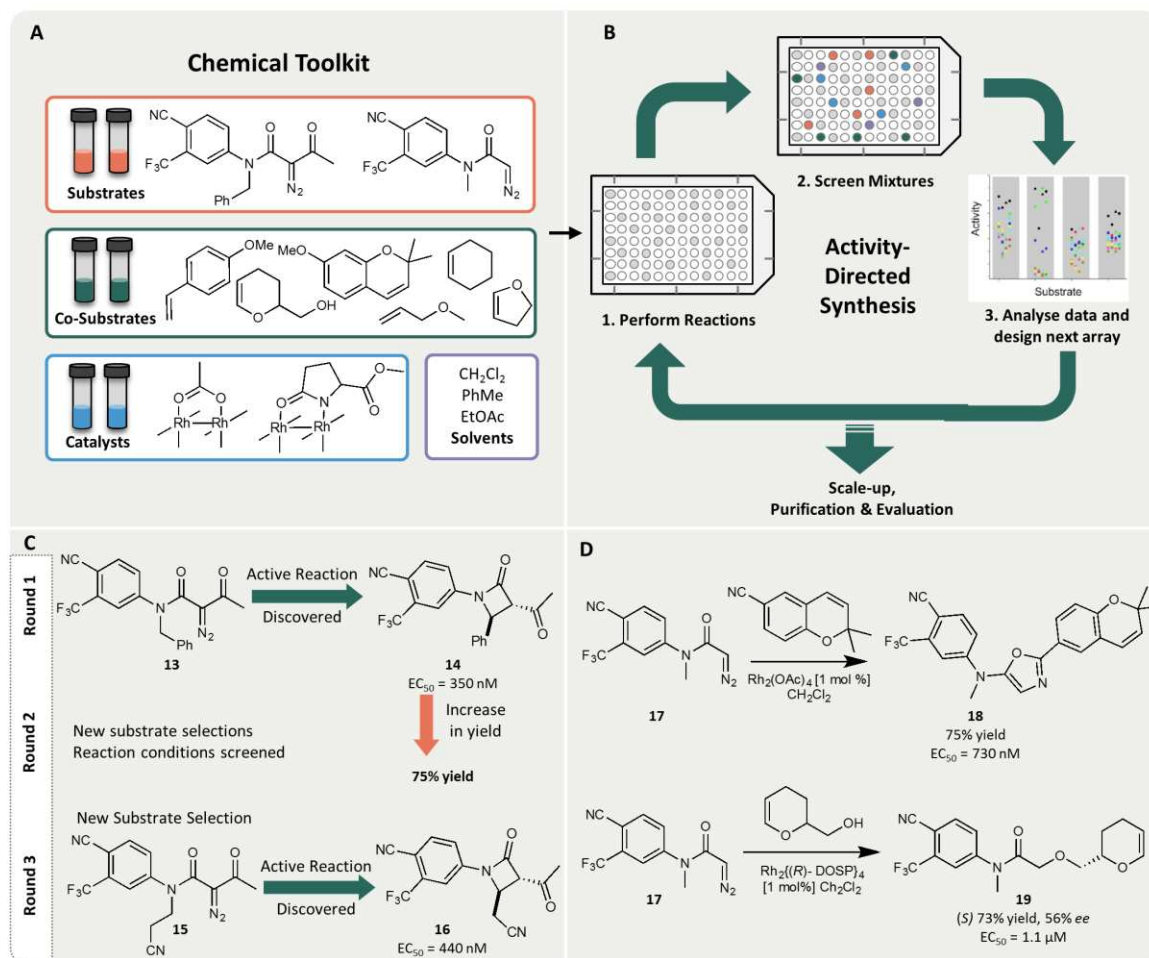 A
Chemical Toolkit
Substrates
NC
F3C
N
O
O
N2
Ph
NC
F3C
N
O
N2
Co-Substrates
OMe
O
OH
MeO
O
O
O
Catalysts
O
O
Rh
Rh
O
N
O
O
Rh
Rh
CH2Cl2
PhMe
EtOAc
Solvents
B
1. Perform Reactions
2. Screen Mixtures
Activity-
Directed
Synthesis
Activity
Substrate
3. Analyse data and
design next array
Scale-up,
Purification & Evaluation
C
Round 1
NC
F3C
N
O
O
N2
Ph
13
Active Reaction
Discovered
NC
F3C
N
O
O
Ph
14
EC50 = 350 nM
Increase
in yield
75% yield
Round 2
New substrate selections
Reaction conditions screened
Round 3
New Substrate Selection
NC
F3C
N
O
O
N2
CN
15
Active Reaction
Discovered
NC
F3C
N
O
O
CN
16
EC50 = 440 nM
D
NC
F3C
N
O
N2
17
NC
O
Rh2(OAc)4 [1 mol %]
CH2Cl2
NC
F3C
N
O
N
O
18
75% yield
EC50 = 730 nM
NC
F3C
N
O
N2
17
O
OH
Rh2{(R)- DOSP}4
[1 mol%] Ch2Cl2
NC
F3C
N
O
O
O
19
(S) 73% yield, 56% ee
EC50 = 1.1 µM